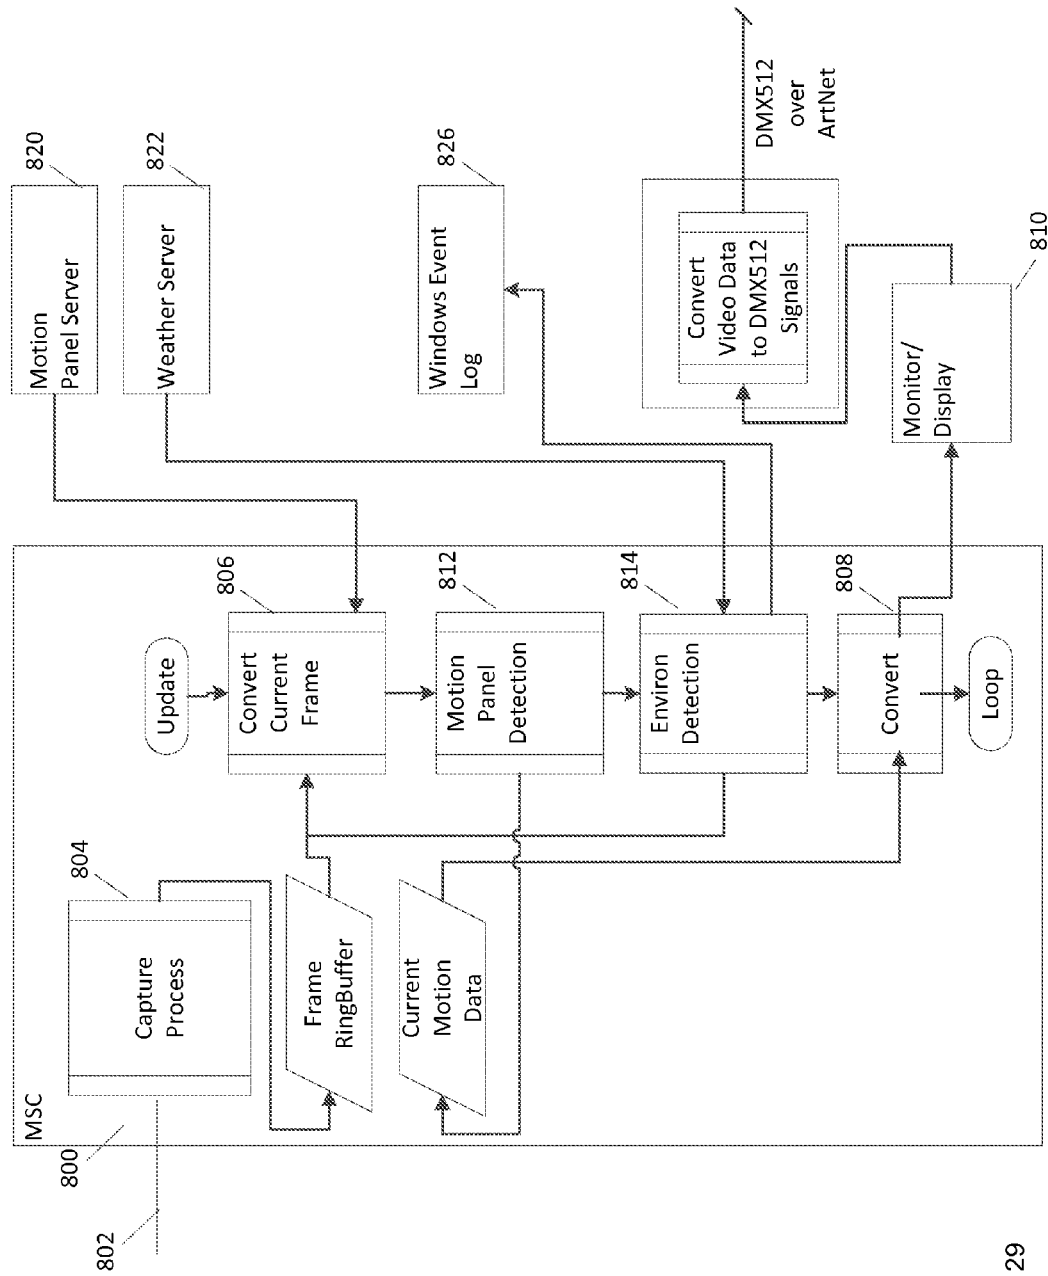 MSC
800
802
Capture
Process
804
Frame
RingBuffer
Current
Motion
Data
Update
Convert
Current
Frame
806
Motion
Panel
Detection
812
Environ
Detection
814
Convert
808
Loop
Motion
Panel Server
820
Weather Server
822
Windows Event
Log
826
Convert
Video Data
to DMX512
Signals
DMX512
over
ArtNet
Monitor/
Display
810
29